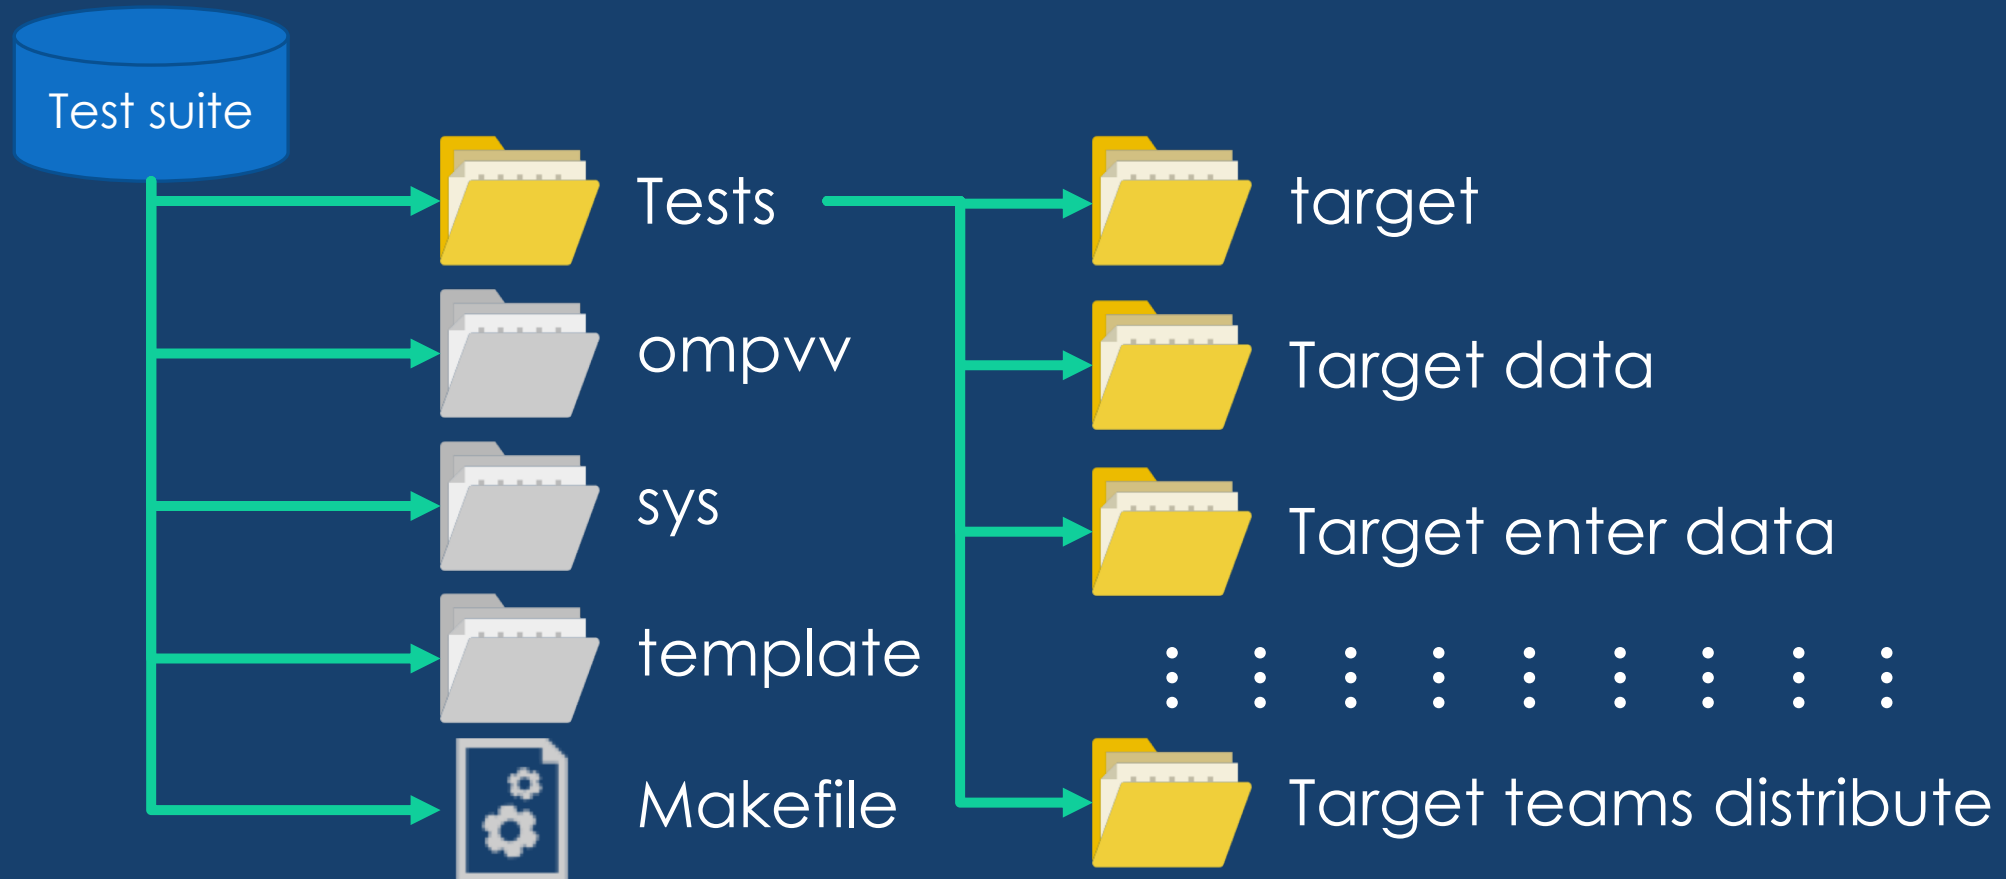 Test suite
Tests
ompvv
sys
template
Makefile
target
Target data
Target enter data
Target teams distribute